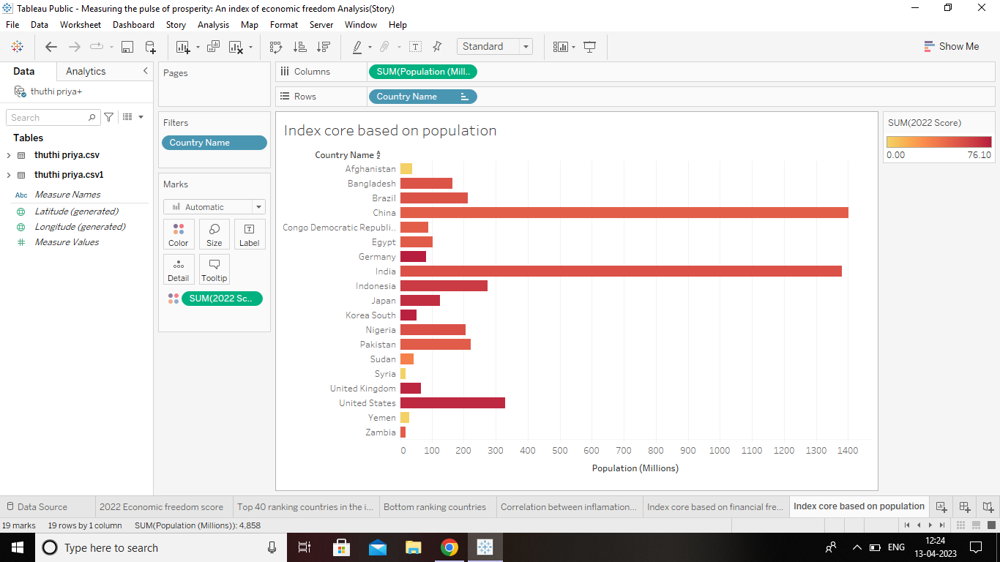 Tableau Public - Measuring the pulse of prosperity: An index of economic freedom Analysis(Story)
File Data Worksheet Dashboard Story Analysis Map Format Server Window Help
Standard Show Me
Data Analytics
thuthi priya+
Search
Tables
thuthi priya.csv
thuthi priya.csv1
Abc Measure Names
Latitude (generated)
Longitude (generated)
Measure Values
Pages
Filters
Country Name
Marks
Automatic
Color Size Label
Detail Tooltip
SUM(2022 Sc..
Columns SUM(Population (Mill..
Rows Country Name
Index core based on population
Country Name
Afghanistan
Bangladesh
Brazil
China
Congo Democratic Republi..
Egypt
Germany
India
Indonesia
Japan
Korea South
Nigeria
Pakistan
Sudan
Syria
United Kingdom
United States
Yemen
Zambia
0 100 200 300 400 500 600 700 800 900 1000 1100 1200 1300 1400
Population (Millions)
SUM(2022 Score)
0.00 76.10
Data Source 2022 Economic freedom score Top 40 ranking countries in the i... Bottom ranking countries Correlation between inflamation... Index core based on financial fre... Index core based on population
19 marks 19 rows by 1 column SUM(Population (Millions)): 4,858
Type here to search ENG 12:24
13-04-2023